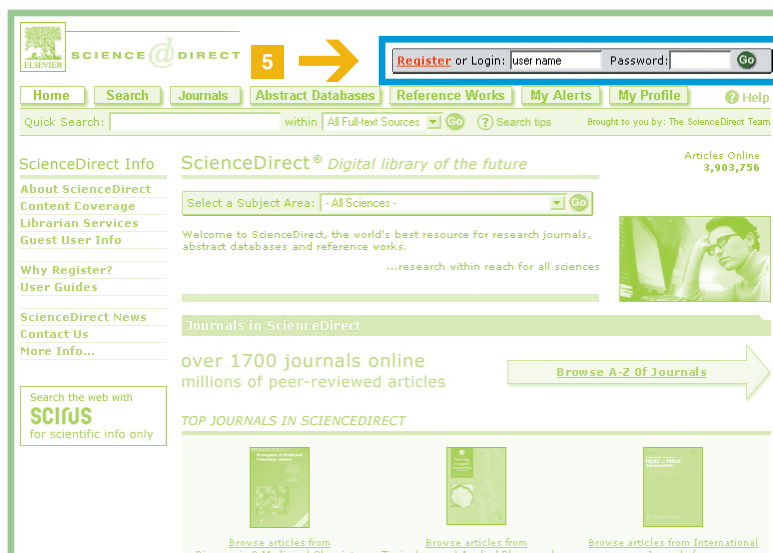 ELSEVIER
SCIENCE @ DIRECT
5
Register or Login: user name Password: Go
Home Search Journals Abstract Databases Reference Works My Alerts My Profile ? Help
Quick Search: within All Full-text Sources Go ? Search tips Brought to you by: The ScienceDirect Team
ScienceDirect Info
About ScienceDirect
Content Coverage
Librarian Services
Guest User Info
Why Register?
User Guides
ScienceDirect News
Contact Us
More Info...
Search the web with
SCIRUS
for scientific info only
ScienceDirect® Digital library of the future
Articles Online
3,903,756
Select a Subject Area: - All Sciences - Go
Welcome to ScienceDirect, the world's best resource for research journals,
abstract databases and reference works.
...research within reach for all sciences
Journals in ScienceDirect
over 1700 journals online
millions of peer-reviewed articles
Browse A-Z Of Journals
TOP JOURNALS IN SCIENCEDIRECT
Browse articles from Browse articles from Browse articles from International